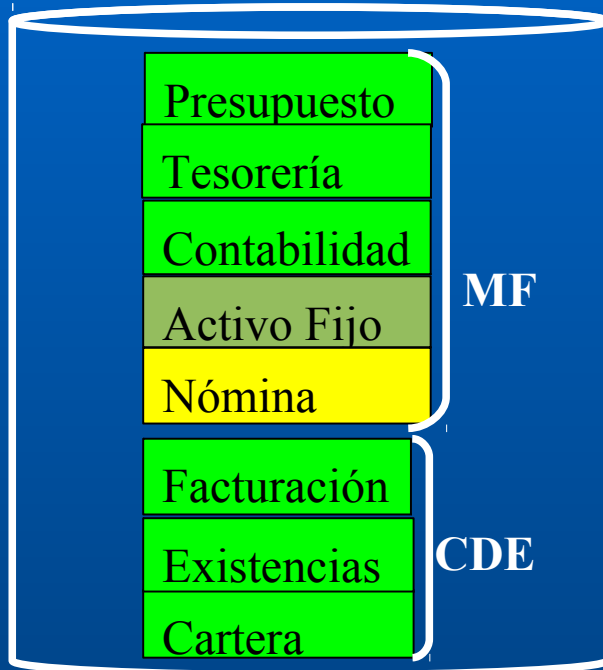 Presupuesto
Tesorería
Contabilidad
Activo Fijo
Nómina
MF
Facturación
Existencias
Cartera
CDE